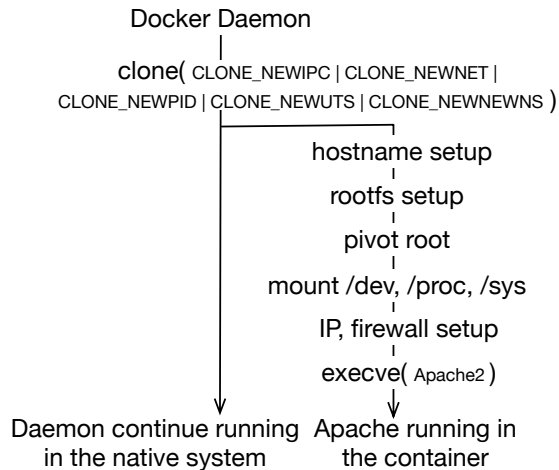 Docker Daemon
clone( CLONE_NEWIPC | CLONE_NEWNET |
CLONE_NEWPID | CLONE_NEWUTS | CLONE_NEWNEWNS )
hostname setup
rootfs setup
pivot root
mount /dev, /proc, /sys
IP, firewall setup
execve( Apache2 )
Daemon continue running
in the native system
Apache running in
the container